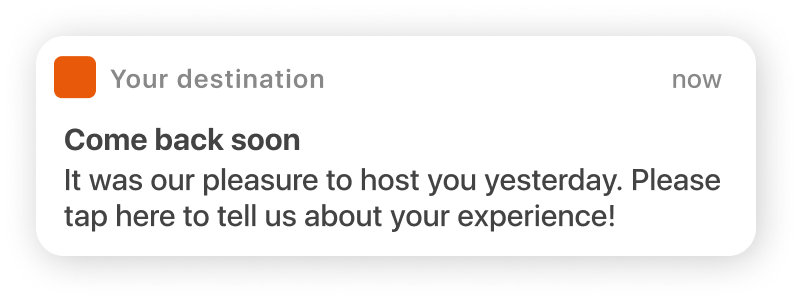 Your destination
now
Come back soon
It was our pleasure to host you yesterday. Please
tap here to tell us about your experience!